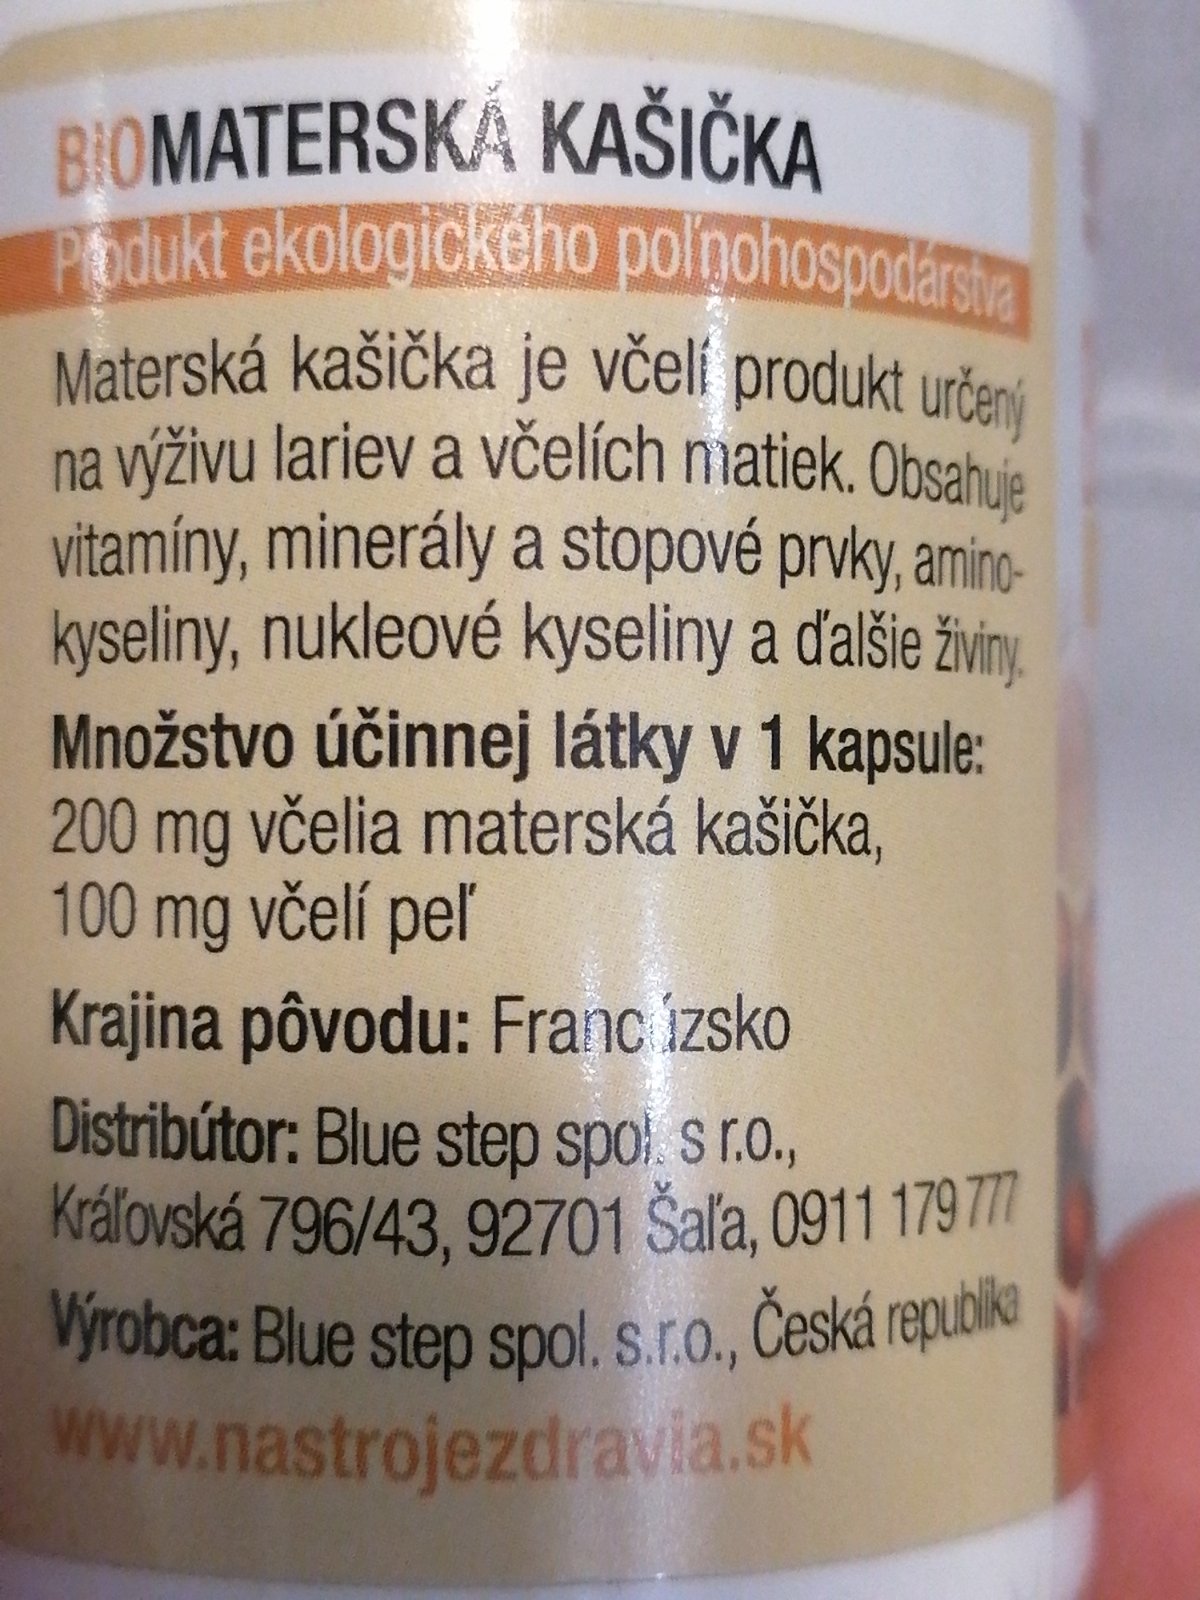 BIOMATERSKÁ KAŠIČKA
Produkt ekologického poľnohospodárstva
Materská kašička je včelí produkt určený
na výživu lariev a včelích matiek. Obsahuje
vitamíny, minerály a stopové prvky, amino-
kyseliny, nukleové kyseliny a ďalšie živiny.
Množstvo účinnej látky v 1 kapsule:
200 mg včelia materská kašička,
100 mg včelí peľ
Krajina pôvodu: Francúzsko
Distribútor: Blue step spol. s r.o.,
Kráľovská 796/43, 92701 Šaľa, 0911 179 777
Výrobca: Blue step spol. s.r.o., Česká republika
www.nastrojezdravia.sk